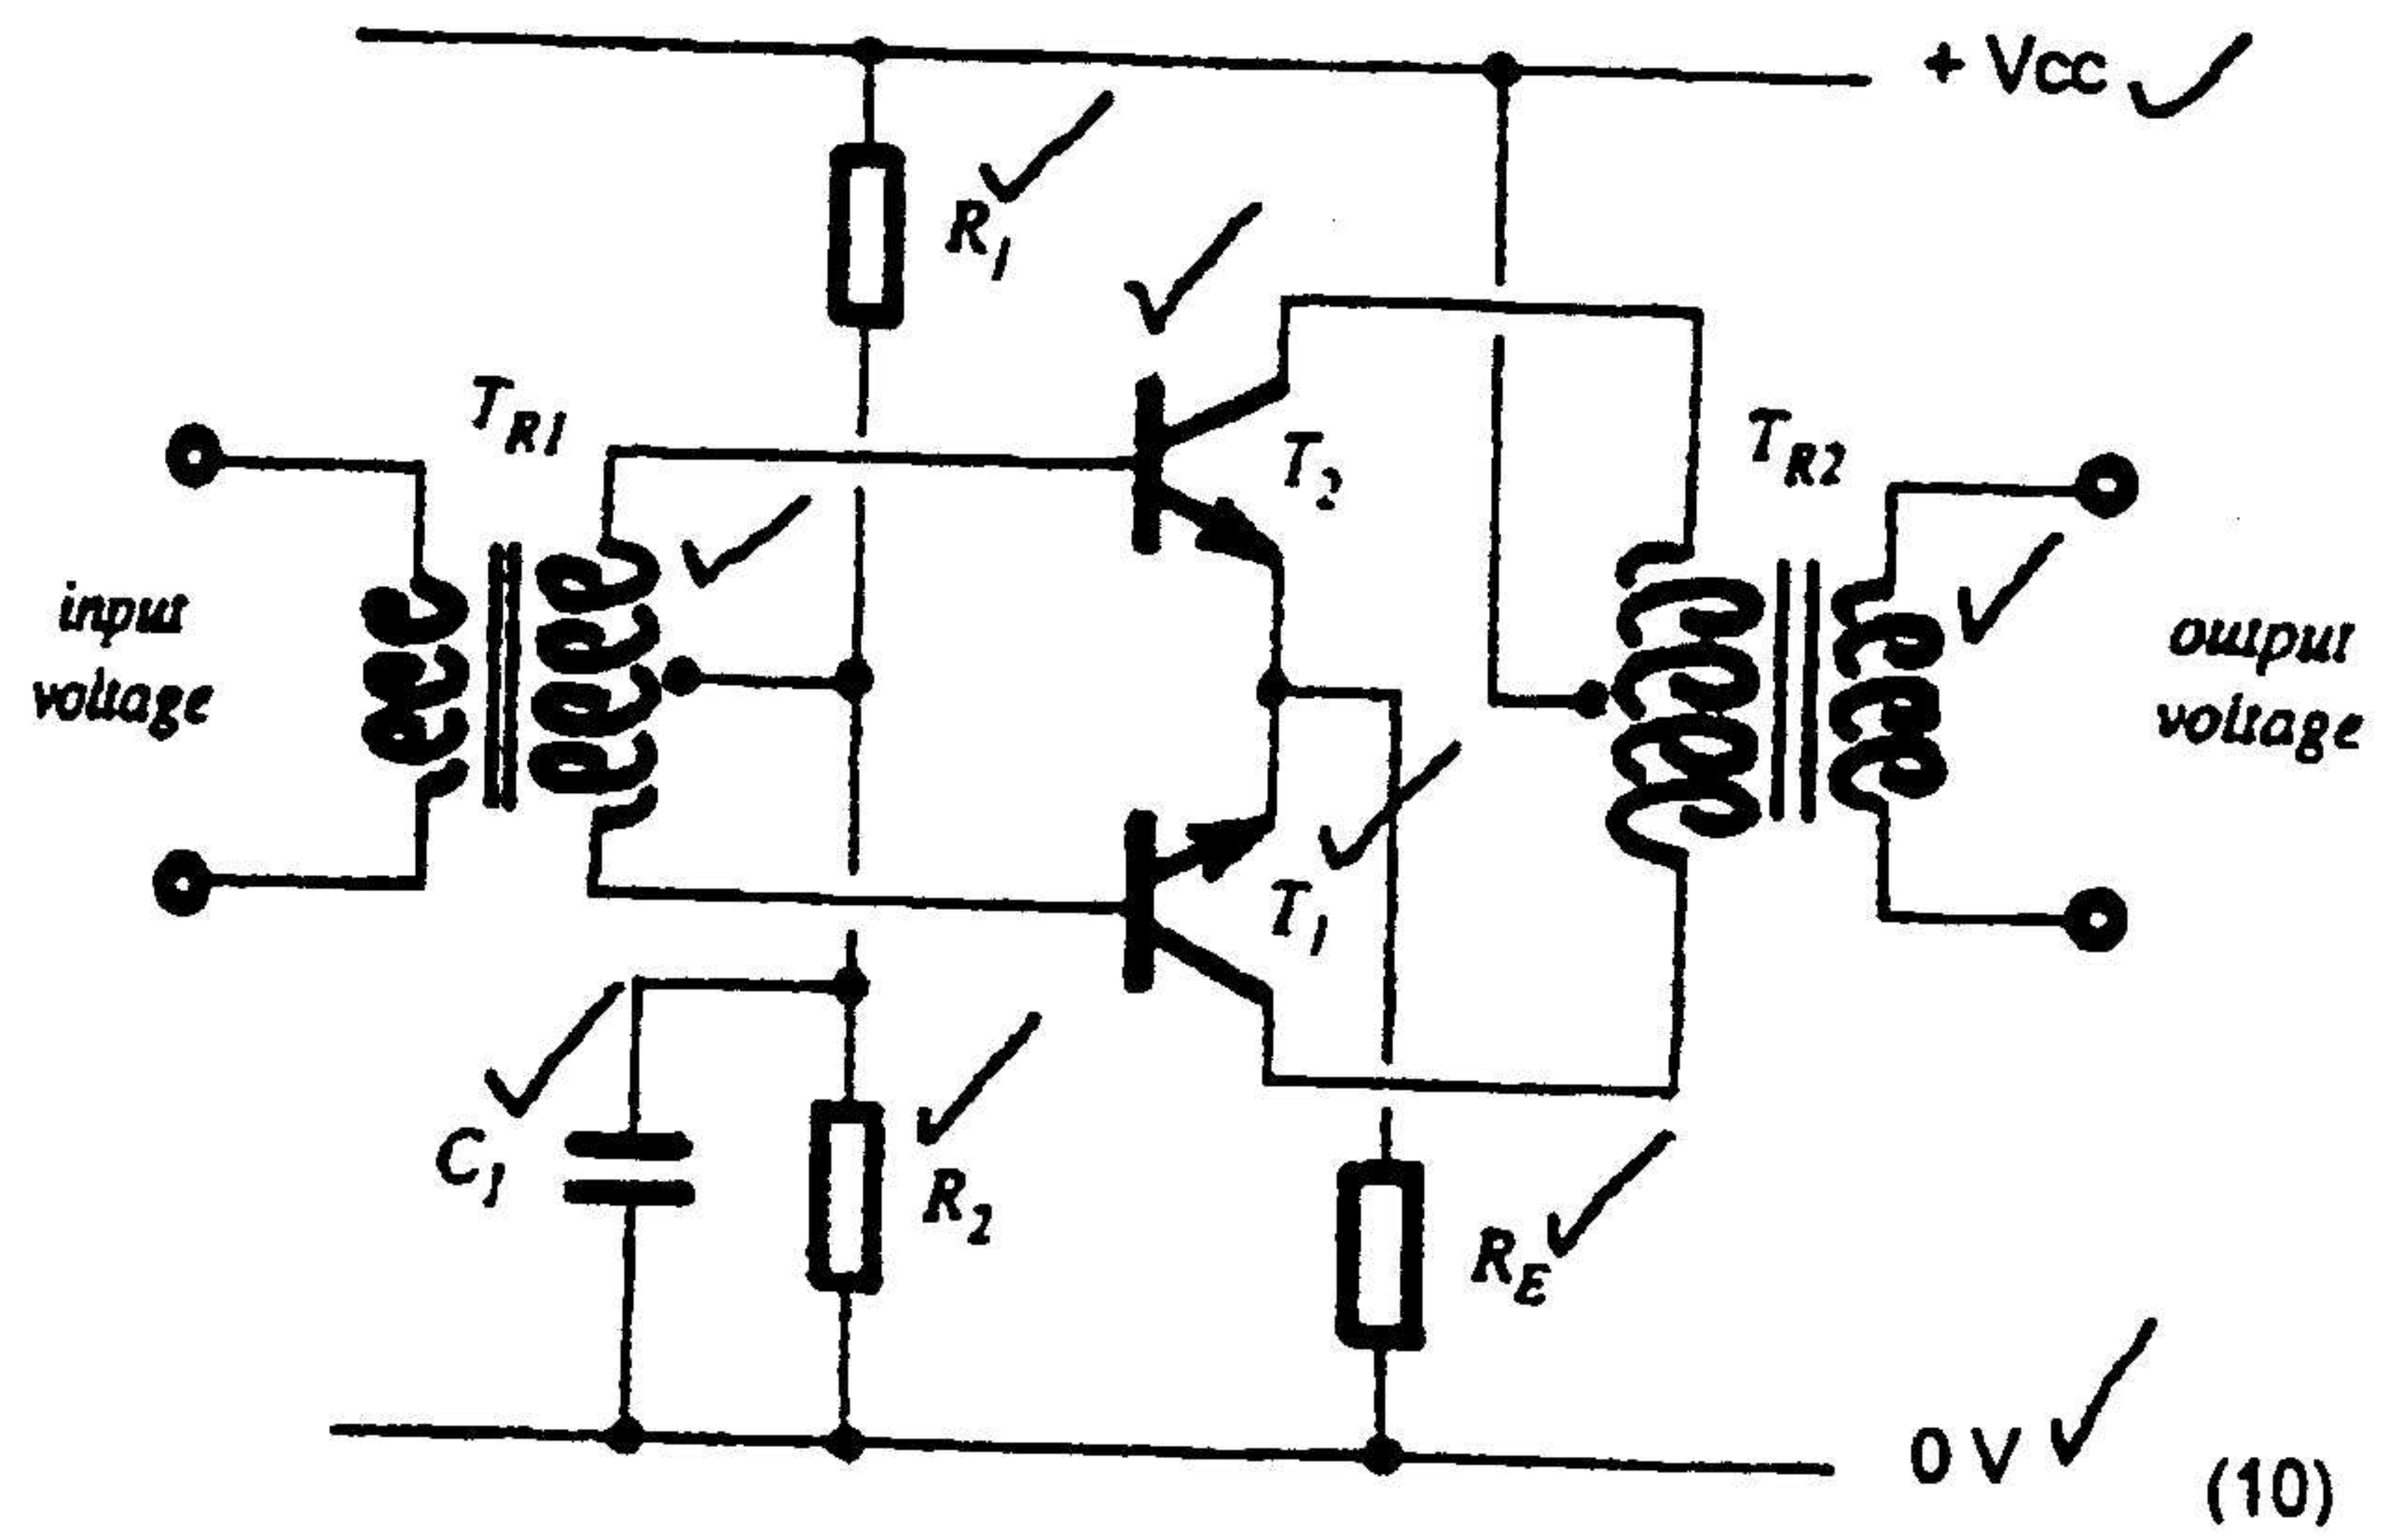 + Vcc
R1
TR1
T2
TR2
input
voltage
output
voltage
T1
C1
R2
RE
0 V
(10)